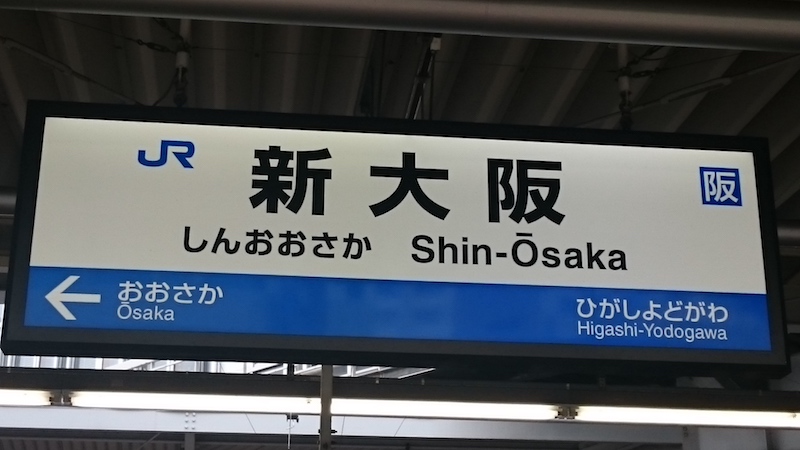 JR 新大阪 阪
しんおおさか Shin-Ōsaka
← おおさか ひがしよどがわ
Ōsaka Higashi-Yodogawa